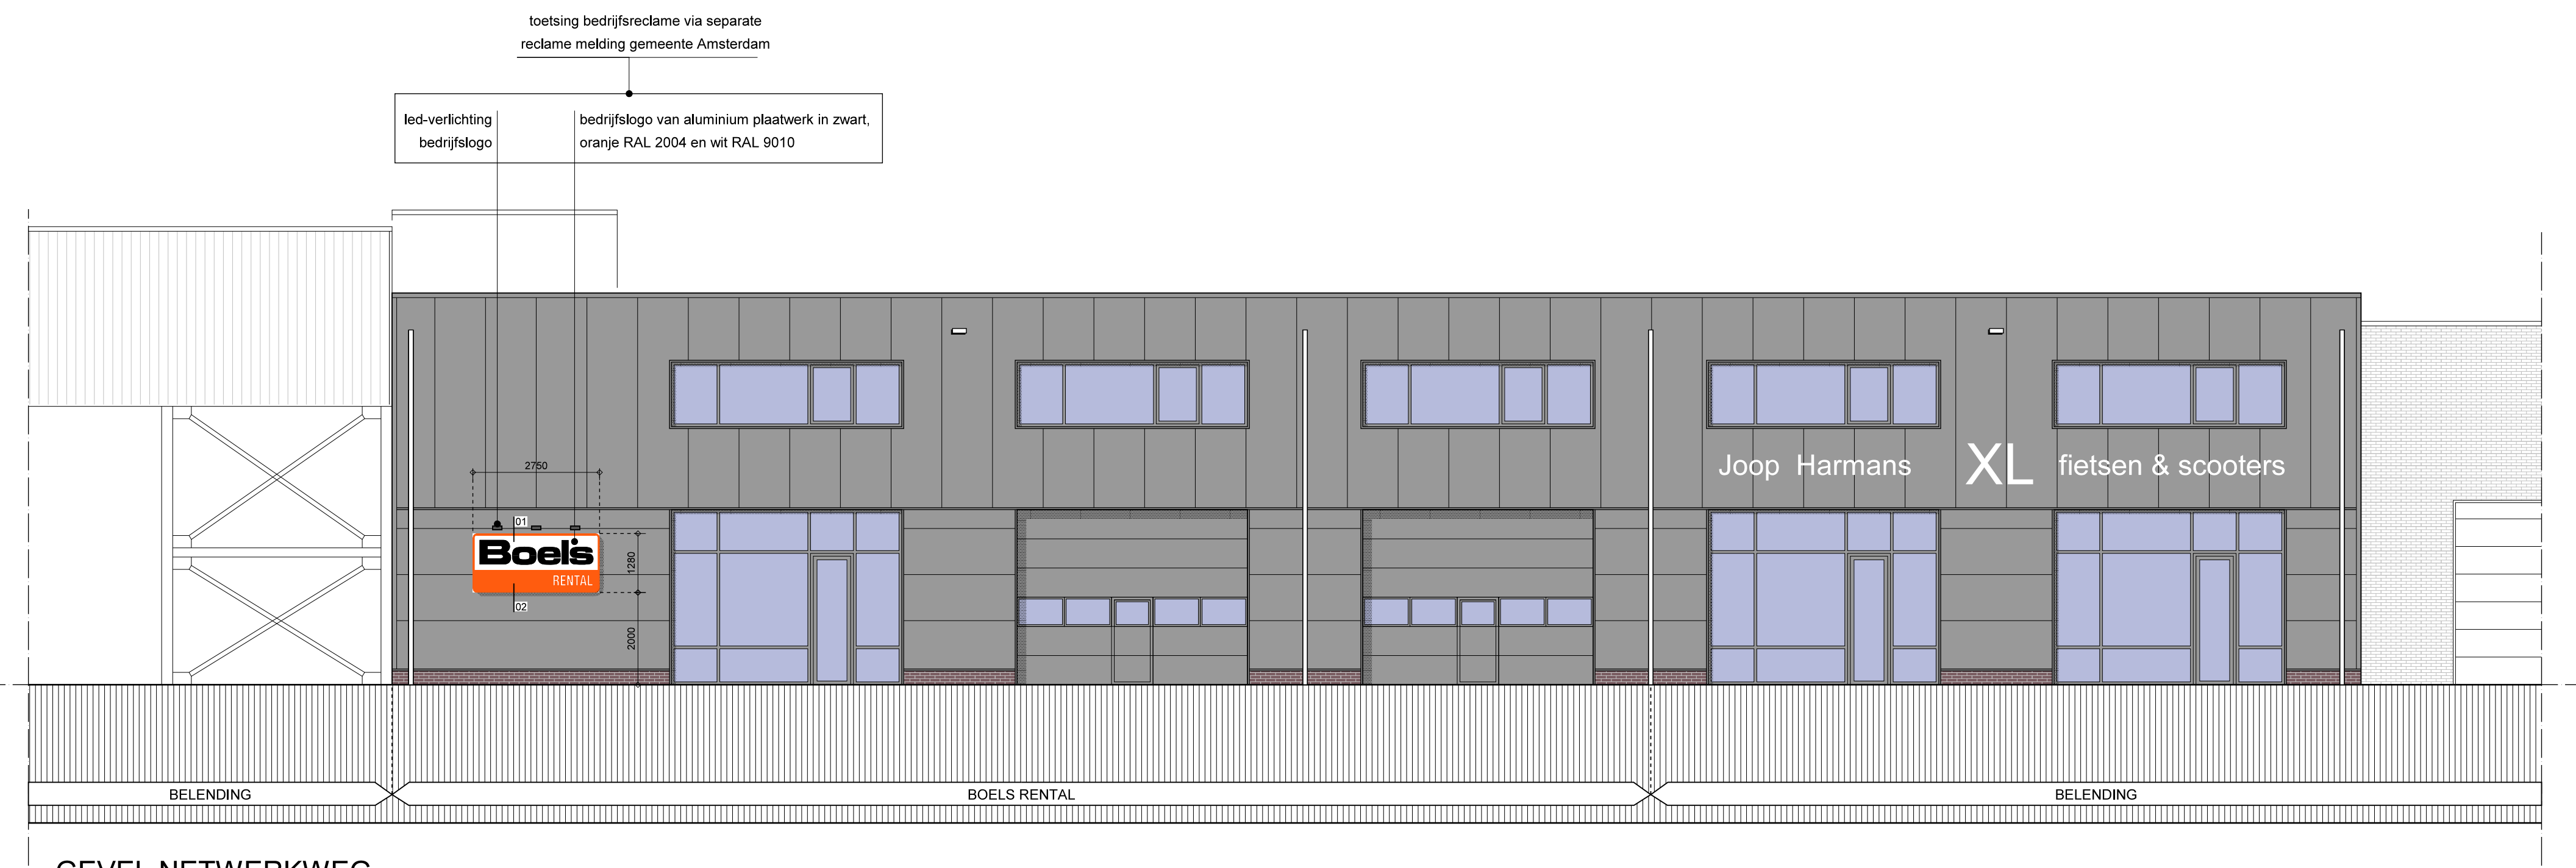 toetsing bedrijfsreclame via separate
reclame melding gemeente Amsterdam
led-verlichting
bedrijfslogo
bedrijfslogo van aluminium plaatwerk in zwart,
oranje RAL 2004 en wit RAL 9010
2750
01
Boels
RENTAL
02
1280
2000
Joop Harmans XL fietsen & scooters
BELENDING
BOELS RENTAL
BELENDING
GEVEL NETWERKWEG